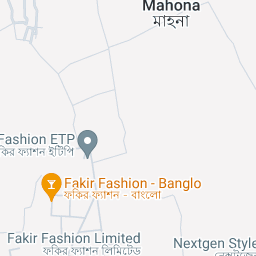 Mahona
মাহনা
Fashion ETP
ফকির ফ্যাশন ইটিপি
Fakir Fashion - Banglo
ফকির ফ্যাশন - বাংলো
Fakir Fashion Limited
ফকির ফ্যাশন লিমিটেড
Nextgen Style